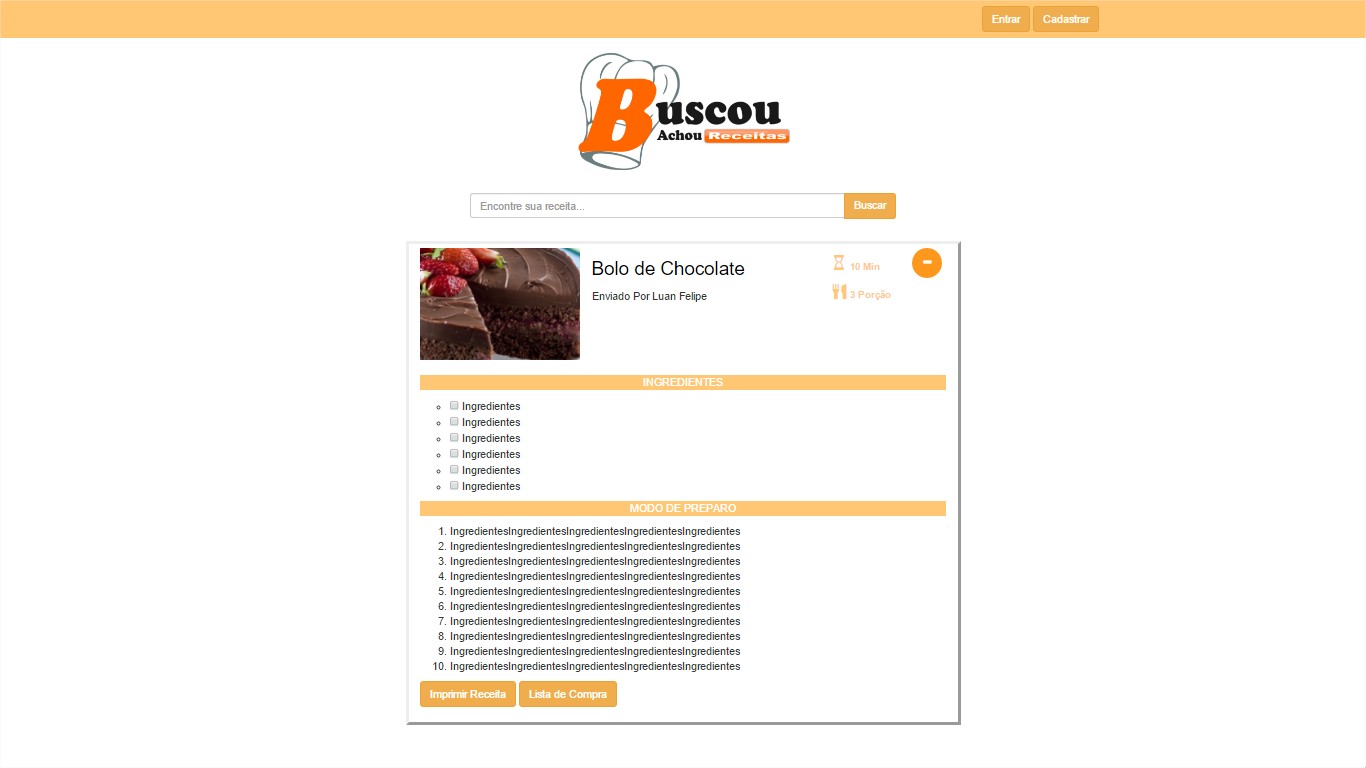 Entrar Cadastrar
Buscou
Achou Receitas
Encontre sua receita... Buscar
Bolo de Chocolate
10 Min
-
Enviado Por Luan Felipe
3 Porção
INGREDIENTES
Ingredientes
Ingredientes
Ingredientes
Ingredientes
Ingredientes
Ingredientes
MODO DE PREPARO
1. IngredientesIngredientesIngredientesIngredientesIngredientes
2. IngredientesIngredientesIngredientesIngredientesIngredientes
3. IngredientesIngredientesIngredientesIngredientesIngredientes
4. IngredientesIngredientesIngredientesIngredientesIngredientes
5. IngredientesIngredientesIngredientesIngredientesIngredientes
6. IngredientesIngredientesIngredientesIngredientesIngredientes
7. IngredientesIngredientesIngredientesIngredientesIngredientes
8. IngredientesIngredientesIngredientesIngredientesIngredientes
9. IngredientesIngredientesIngredientesIngredientesIngredientes
10. IngredientesIngredientesIngredientesIngredientesIngredientes
Imprimir Receita Lista de Compra